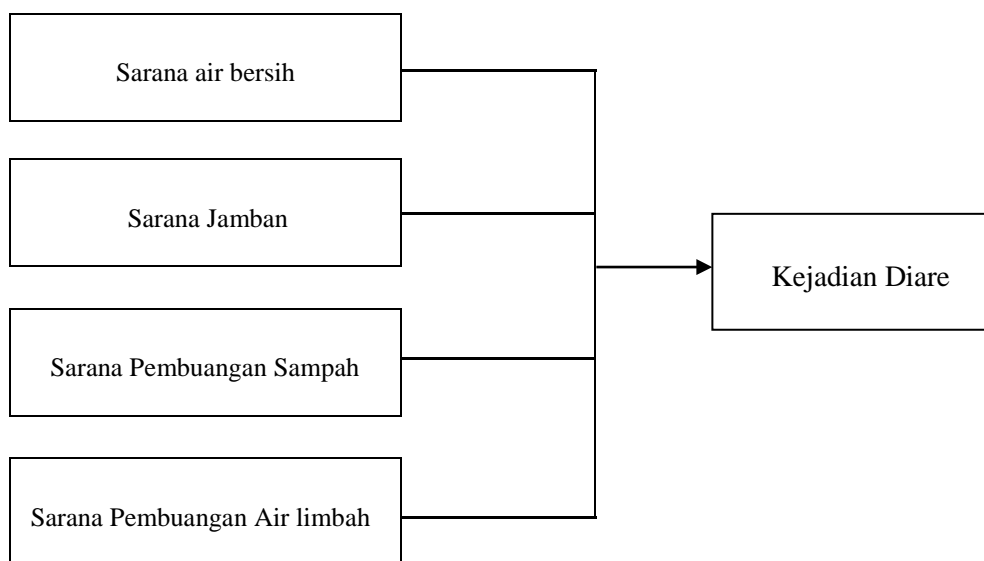 Sarana air bersih
Sarana Jamban
Kejadian Diare
Sarana Pembuangan Sampah
Sarana Pembuangan Air limbah